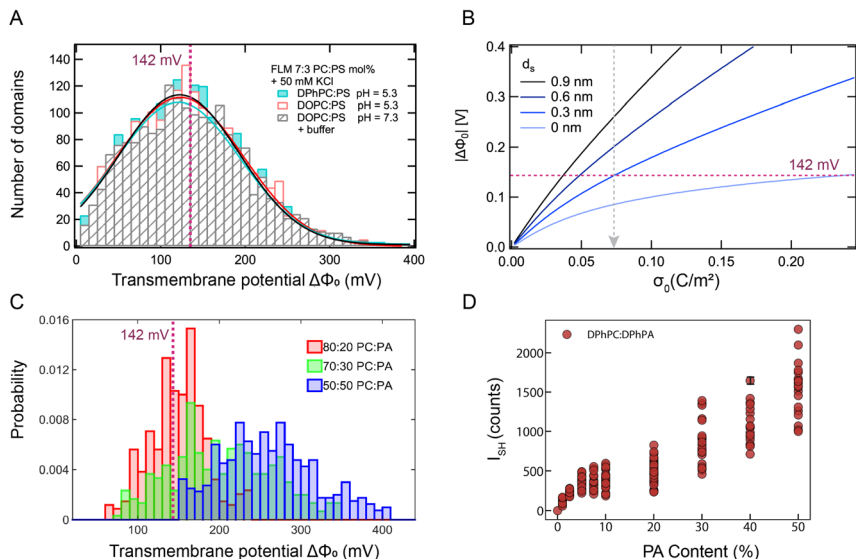 A
142 mV
FLM 7:3 PC:PS mol%
+ 50 mM KCl
DPhPC:PS pH = 5.3
DOPC:PS pH = 5.3
DOPC:PS pH = 7.3
+ buffer
Number of domains
140
120
100
80
60
40
20
0
0 100 200 300 400
Transmembrane potential ΔΦ₀ (mV)
B
dₛ
0.9 nm
0.6 nm
0.3 nm
0 nm
142 mV
|ΔΦ₀| [V]
0.4
0.3
0.2
0.1
0.0
0.00 0.05 0.10 0.15 0.20
σ₀(C/m²)
C
142 mV
80:20 PC:PA
70:30 PC:PA
50:50 PC:PA
Probability
0.016
0.012
0.008
0.004
0
100 200 300 400
Transmembrane potential ΔΦ₀ (mV)
D
DPhPC:DPhPA
I_SH (counts)
2000
1500
1000
500
0
0 10 20 30 40 50
PA Content (%)